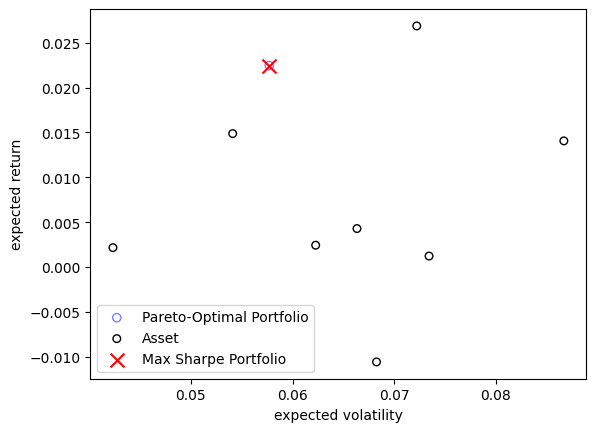 0.025
0.020
0.015
0.010
0.005
0.000
−0.005
−0.010
expected return
Pareto-Optimal Portfolio
Asset
Max Sharpe Portfolio
0.05 0.06 0.07 0.08
expected volatility